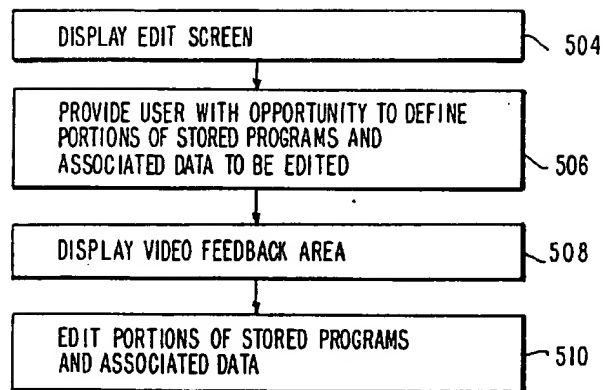 DISPLAY EDIT SCREEN
504
PROVIDE USER WITH OPPORTUNITY TO DEFINE
PORTIONS OF STORED PROGRAMS AND
ASSOCIATED DATA TO BE EDITED
506
DISPLAY VIDEO FEEDBACK AREA
508
EDIT PORTIONS OF STORED PROGRAMS
AND ASSOCIATED DATA
510